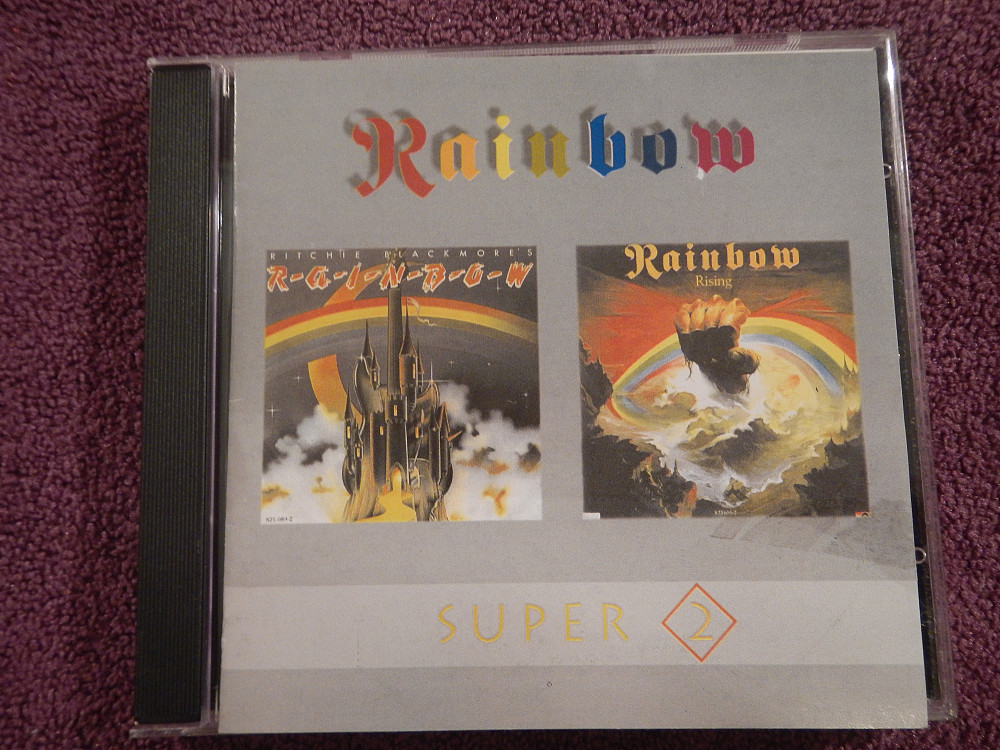 Rainbow
RITCHIE BLACKMORE'S
R-A-I-N-B-O-W
Rainbow
Rising
SUPER 2